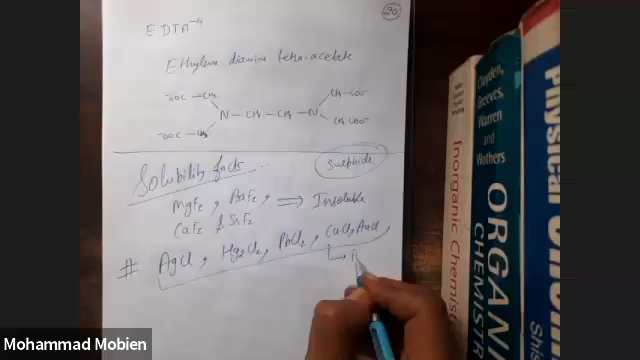 20
EDTA⁻⁴
Ethylene diamine tetra-acetate
⁻OOC — CH₂
CH₂ — COO⁻
N — CH₂ — CH₂ — N
⁻OOC — CH₂
CH₂ COO⁻
Solubility facts ..
Sulphide
MgF₂, BaF₂, ⇒ Insoluble
CaF₂ & SrF₂
# AgCl, Hg₂Cl₂, PbCl₂, CuCl, AuCl,
Inorganic Chemistry
Clayden,
Greeves,
Warren
and
Wothers
ORGANIC
CHEMISTRY
Physical
Mohammad Mobien